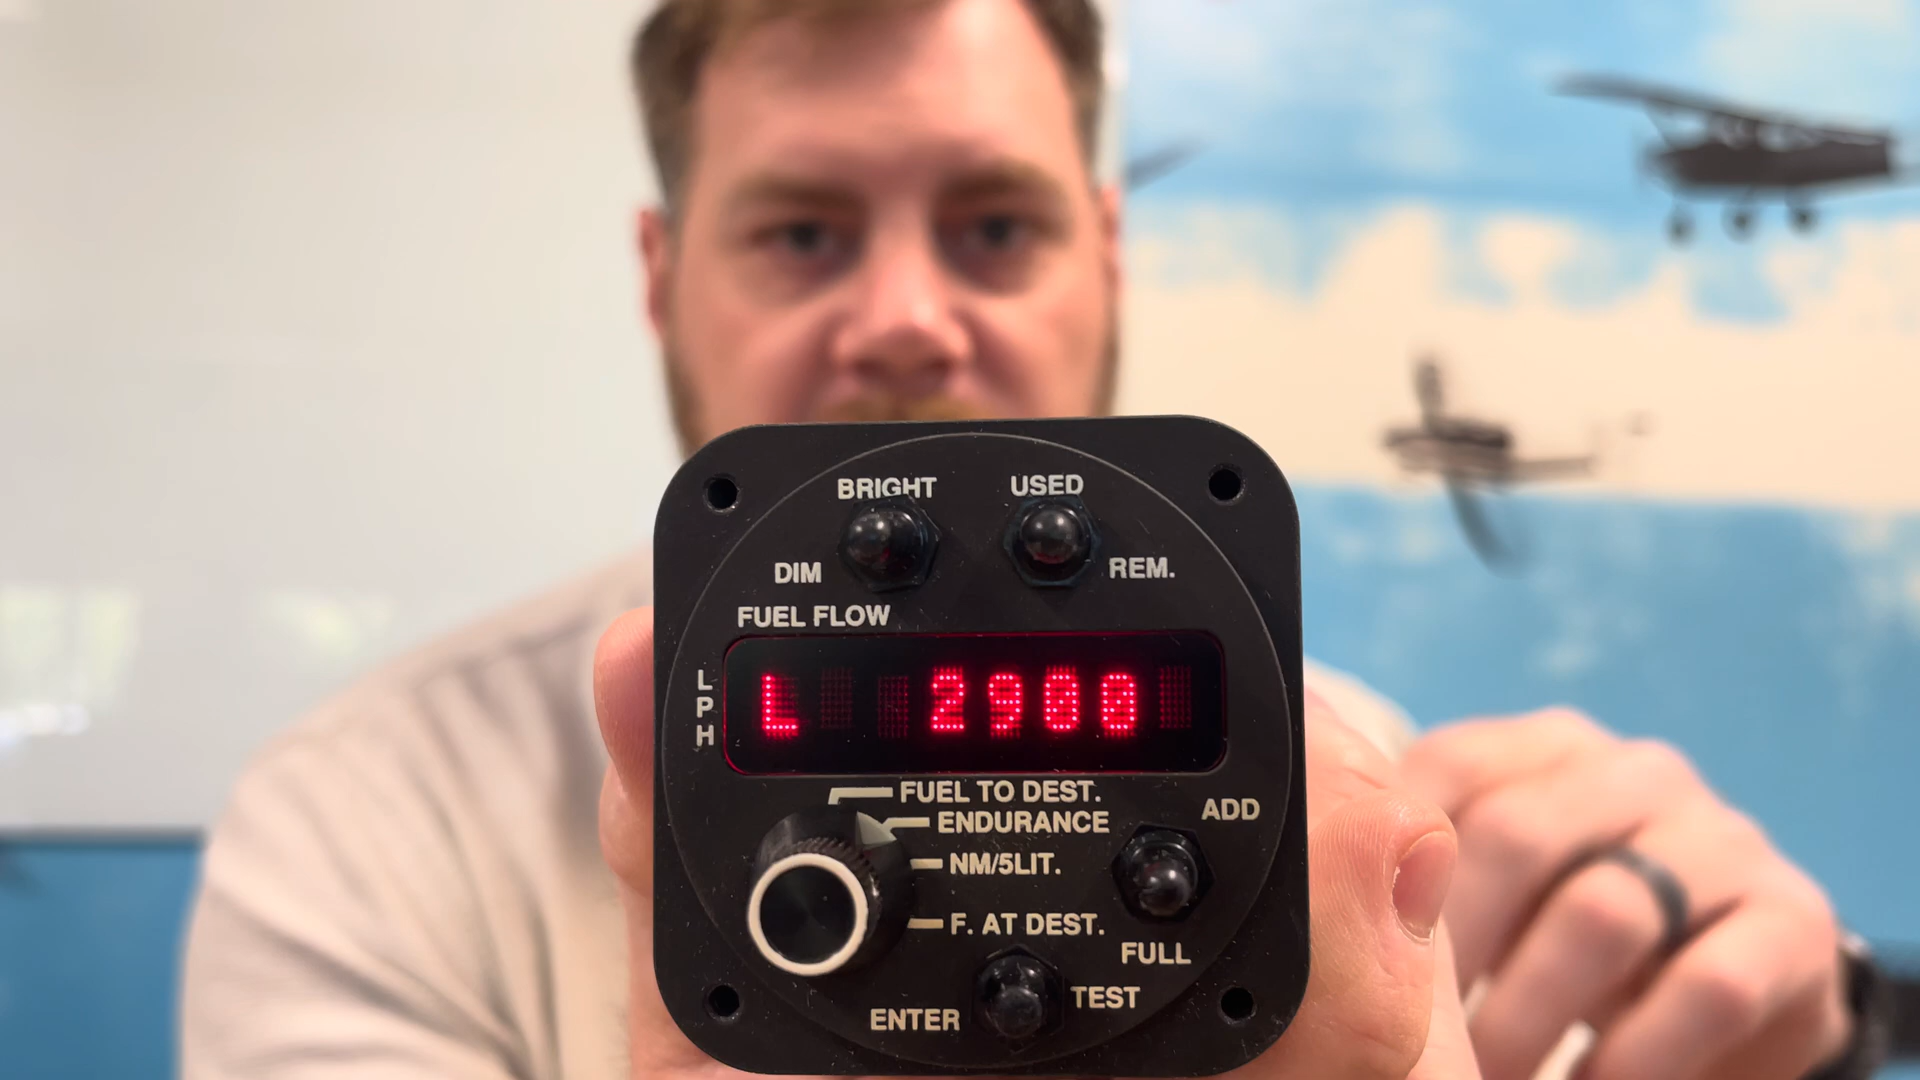 BRIGHT
USED
DIM
REM.
FUEL FLOW
LPH
L 2900
FUEL TO DEST.
ENDURANCE
ADD
NM/5LIT.
F. AT DEST.
FULL
TEST
ENTER